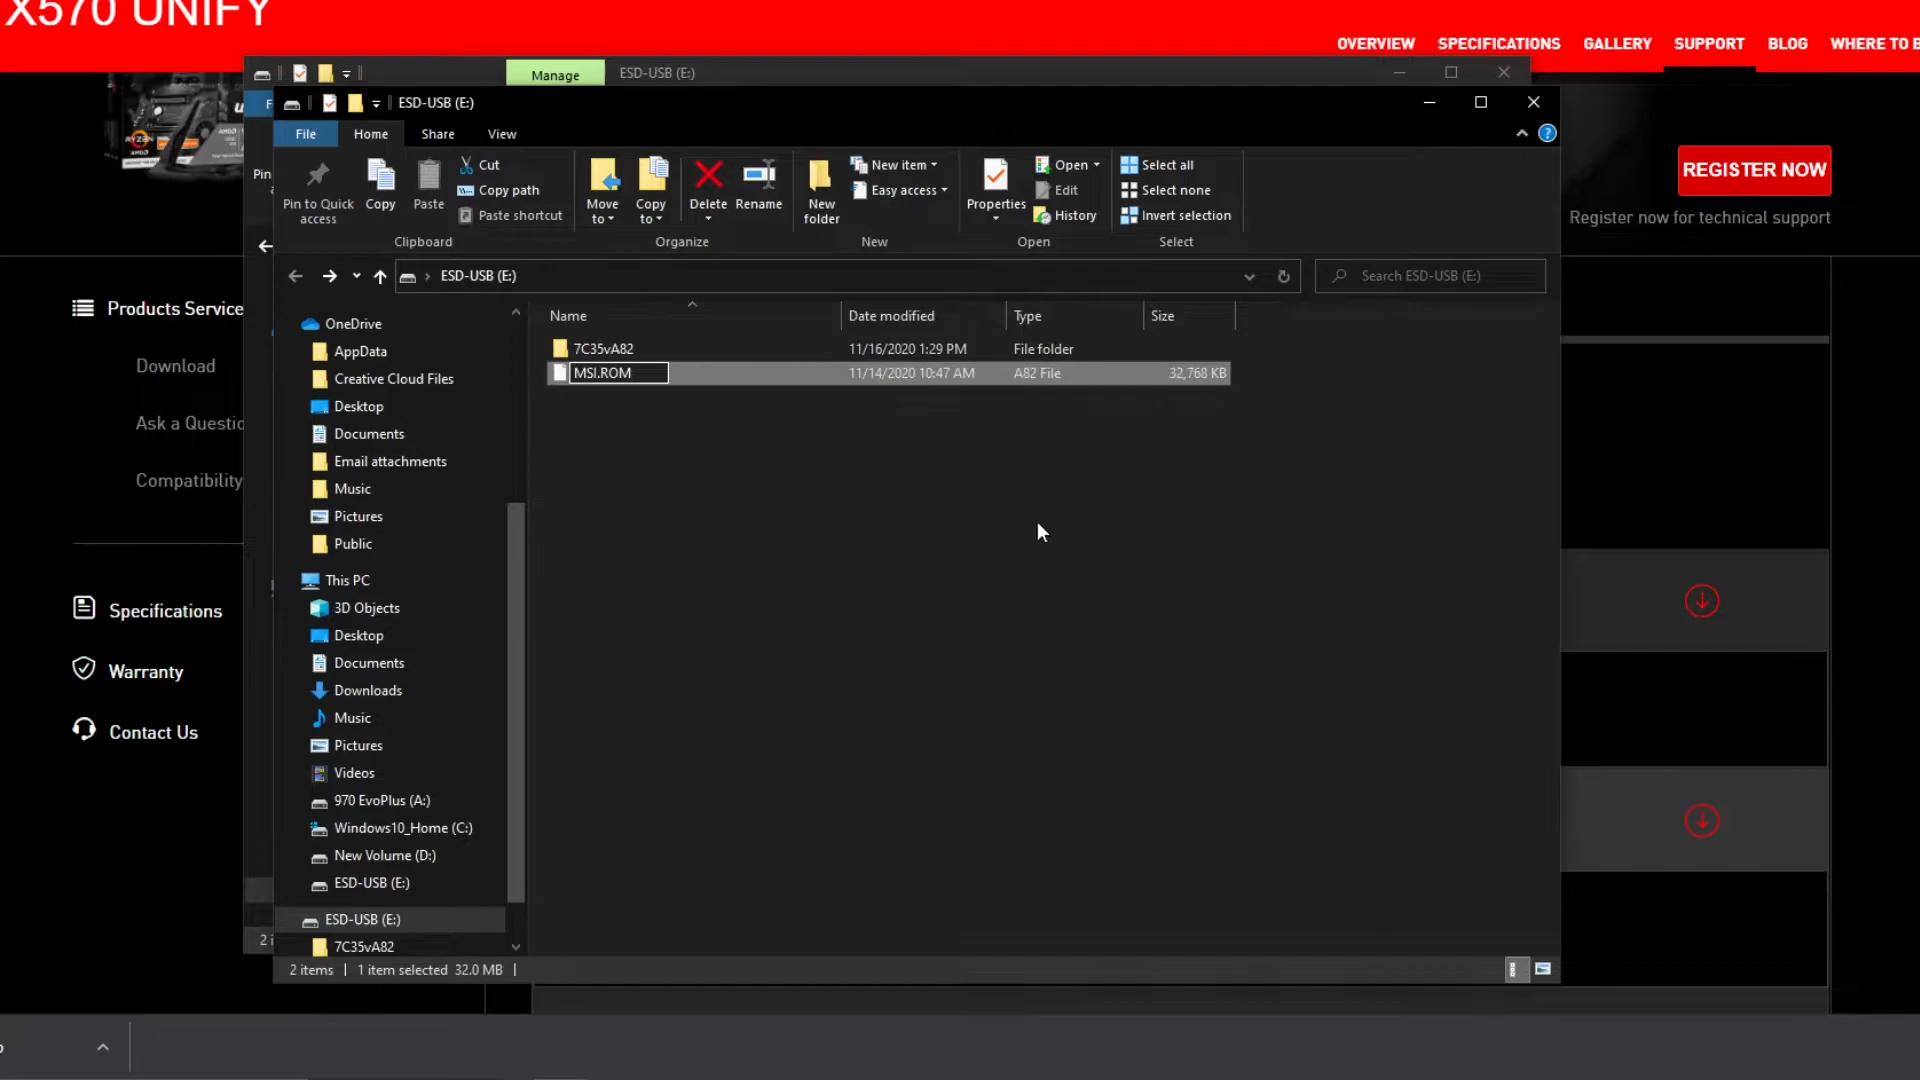 X570 UNIFY
OVERVIEW SPECIFICATIONS GALLERY SUPPORT BLOG WHERE TO B
Manage ESD-USB (E:)
ESD-USB (E:)
F
File Home Share View
Pin
Pin to Quick access
Copy
Paste
Cut
Copy path
Paste shortcut
Clipboard
Move to
Copy to
Delete
Rename
Organize
New folder
New item
Easy access
New
Properties
Open
Edit
History
Open
Select all
Select none
Invert selection
Select
REGISTER NOW
Register now for technical support
ESD-USB (E:)
Search ESD-USB (E:)
Products Service
Download
Ask a Questio
Compatibility
Specifications
Warranty
Contact Us
OneDrive
AppData
Creative Cloud Files
Desktop
Documents
Email attachments
Music
Pictures
Public
This PC
3D Objects
Desktop
Documents
Downloads
Music
Pictures
Videos
970 EvoPlus (A:)
Windows10_Home (C:)
New Volume (D:)
ESD-USB (E:)
ESD-USB (E:)
7C35vA82
Name Date modified Type Size
7C35vA82 11/16/2020 1:29 PM File folder
MSI.ROM 11/14/2020 10:47 AM A82 File 32,768 KB
2 i
2 items 1 item selected 32.0 MB